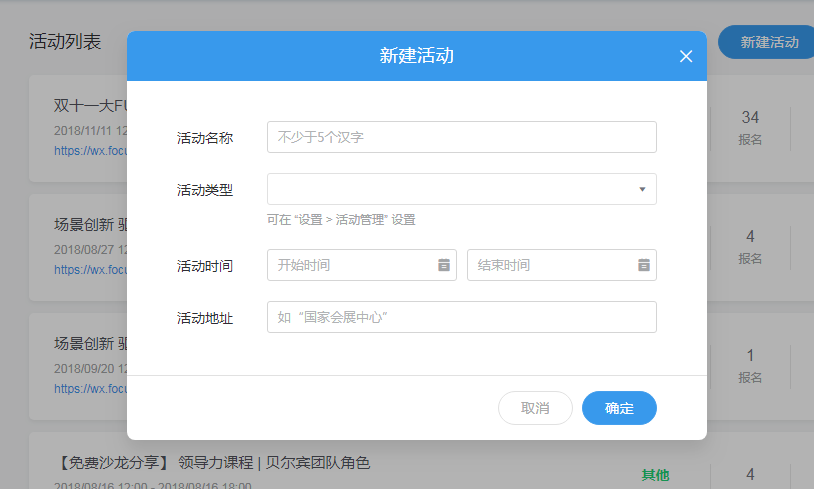 活动列表
新建活动
新建活动
双十一大FU
2018/11/11 12
https://wx.focu
34
报名
活动名称
不少于5个汉字
活动类型
可在 “设置 > 活动管理” 设置
场景创新 驱
2018/08/27 12
https://wx.focu
4
报名
活动时间
开始时间
结束时间
活动地址
如“国家会展中心”
场景创新 驱
2018/09/20 12
https://wx.focu
1
报名
取消
确定
【免费沙龙分享】 领导力课程 | 贝尔宾团队角色
2018/08/16 12:00 - 2018/08/16 18:00
其他
4